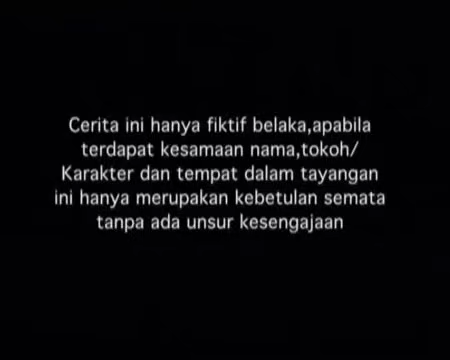 Cerita ini hanya fiktif belaka,apabila
terdapat kesamaan nama,tokoh/
Karakter dan tempat dalam tayangan
ini hanya merupakan kebetulan semata
tanpa ada unsur kesengajaan